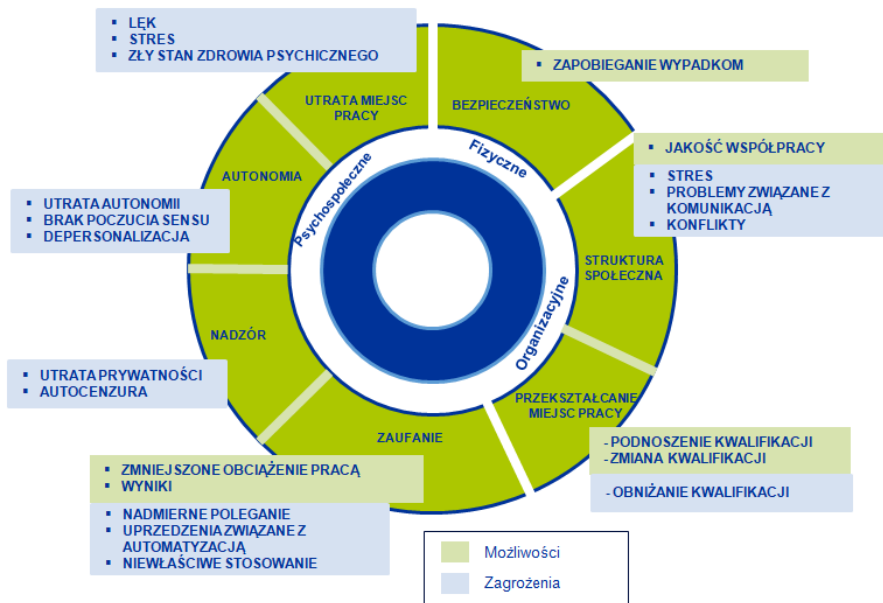 ▪ LĘK
▪ STRES
▪ ZŁY STAN ZDROWIA PSYCHICZNEGO
▪ ZAPOBIEGANIE WYPADKOM
UTRATA MIEJSC
PRACY
BEZPIECZEŃSTWO
▪ JAKOŚĆ WSPÓŁPRACY
▪ STRES
▪ PROBLEMY ZWIĄZANE Z
KOMUNIKACJĄ
▪ KONFLIKTY
Psychospołeczne
Fizyczne
Organizacyjne
AUTONOMIA
▪ UTRATA AUTONOMII
▪ BRAK POCZUCIA SENSU
▪ DEPERSONALIZACJA
STRUKTURA
SPOŁECZNA
NADZÓR
▪ UTRATA PRYWATNOŚCI
▪ AUTOCENZURA
PRZEKSZTAŁCANIE
MIEJSC PRACY
ZAUFANIE
- PODNOSZENIE KWALIFIKACJI
- ZMIANA KWALIFIKACJI
- OBNIŻANIE KWALIFIKACJI
▪ ZMNIEJSZONE OBCIĄŻENIE PRACĄ
▪ WYNIKI
▪ NADMIERNE POLEGANIE
▪ UPRZEDZENIA ZWIĄZANE Z
AUTOMATYZACJĄ
▪ NIEWŁAŚCIWE STOSOWANIE
Możliwości
Zagrożenia